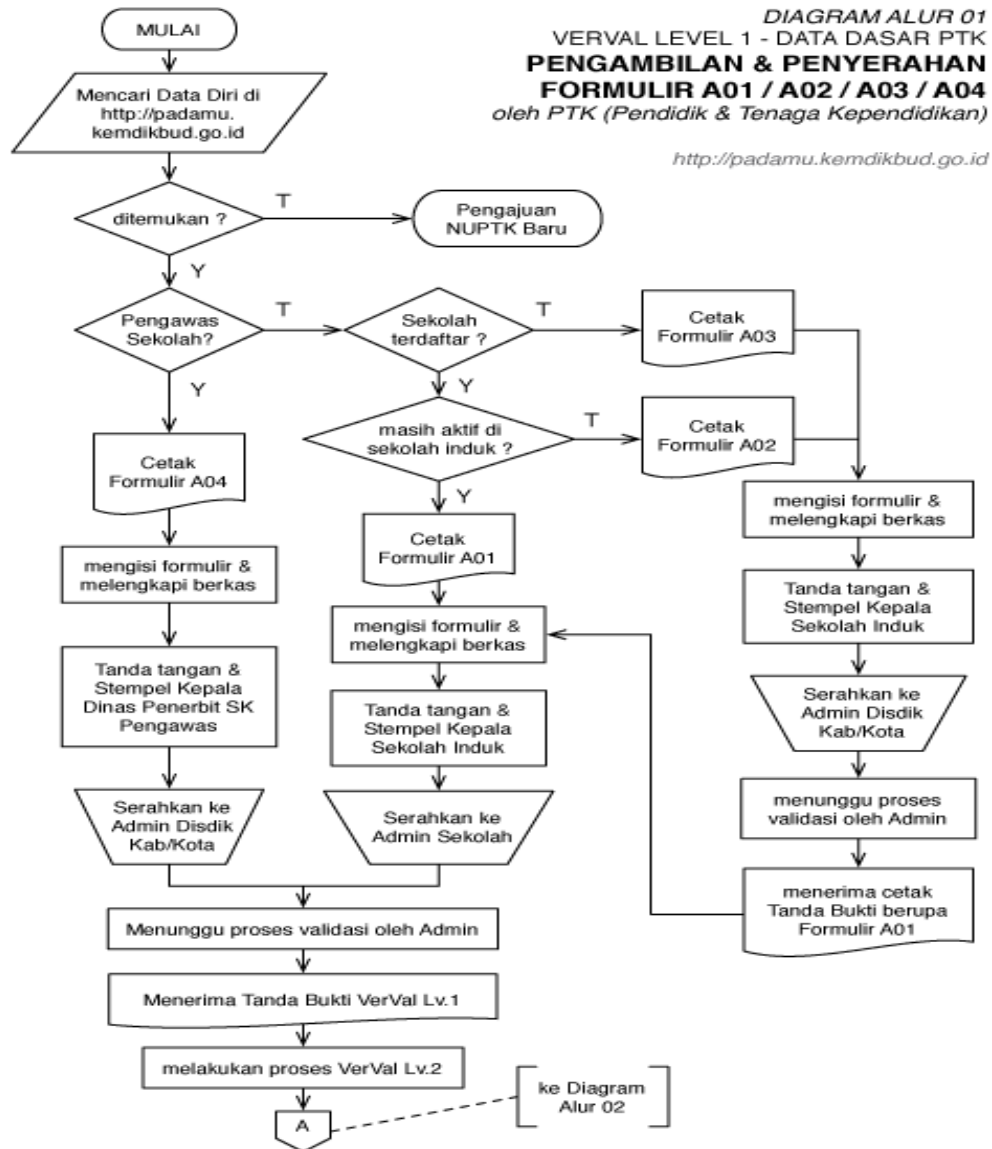 DIAGRAM ALUR 01
VERVAL LEVEL 1 - DATA DASAR PTK
PENGAMBILAN & PENYERAHAN
FORMULIR A01 / A02 / A03 / A04
oleh PTK (Pendidik & Tenaga Kependidikan)
http://padamu.kemdikbud.go.id
MULAI
Mencari Data Diri di
http://padamu.
kemdikbud.go.id
ditemukan ?
T
Pengajuan
NUPTK Baru
Y
Pengawas
Sekolah?
T
Sekolah
terdaftar ?
T
Cetak
Formulir A03
Y
Y
masih aktif di
sekolah induk ?
T
Cetak
Formulir A02
Cetak
Formulir A04
Y
Cetak
Formulir A01
mengisi formulir &
melengkapi berkas
mengisi formulir &
melengkapi berkas
mengisi formulir &
melengkapi berkas
Tanda tangan &
Stempel Kepala
Sekolah Induk
Tanda tangan &
Stempel Kepala
Dinas Penerbit SK
Pengawas
Tanda tangan &
Stempel Kepala
Sekolah Induk
Serahkan ke
Admin Disdik
Kab/Kota
Serahkan ke
Admin Disdik
Kab/Kota
Serahkan ke
Admin Sekolah
menunggu proses
validasi oleh Admin
menerima cetak
Tanda Bukti berupa
Formulir A01
Menunggu proses validasi oleh Admin
Menerima Tanda Bukti VerVal Lv.1
melakukan proses VerVal Lv.2
A
ke Diagram
Alur 02